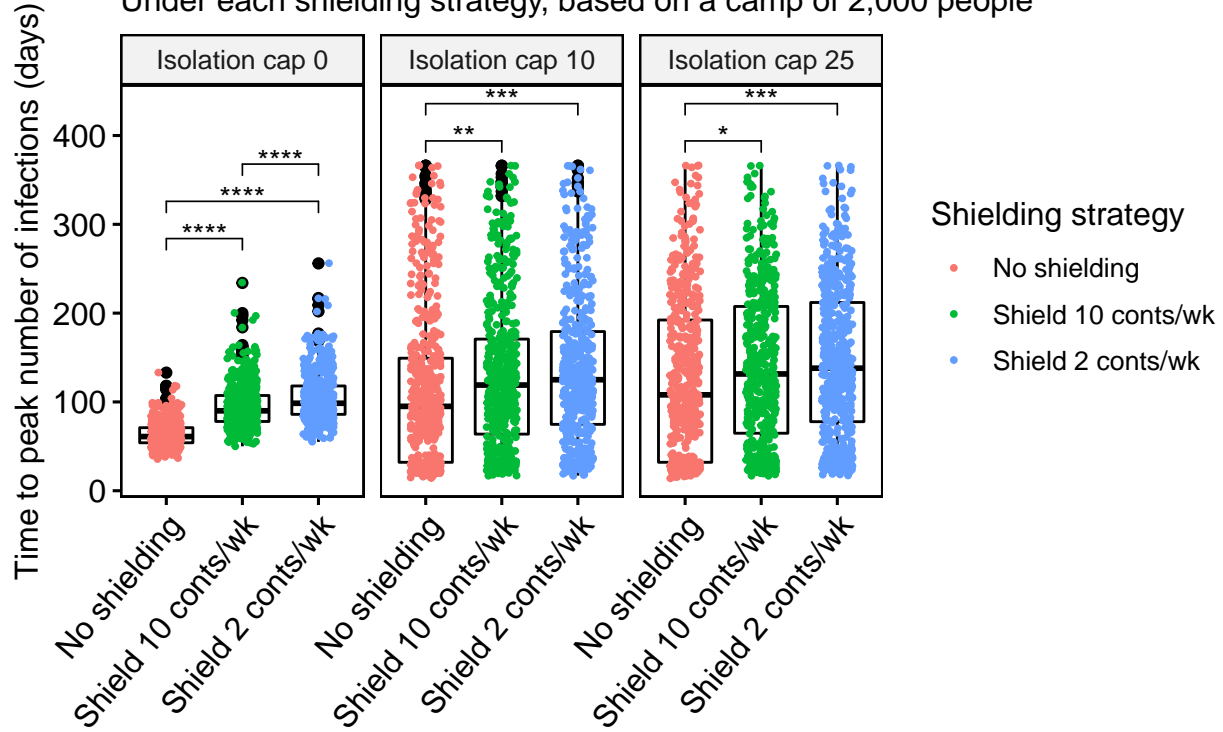 Under each shielding strategy, based on a camp of 2,000 people
Time to peak number of infections (days)
Isolation cap 0
Isolation cap 10
Isolation cap 25
400
300
200
100
0
****
****
****
***
**
***
*
No shielding
Shield 10 conts/wk
Shield 2 conts/wk
No shielding
Shield 10 conts/wk
Shield 2 conts/wk
No shielding
Shield 10 conts/wk
Shield 2 conts/wk
Shielding strategy
No shielding
Shield 10 conts/wk
Shield 2 conts/wk